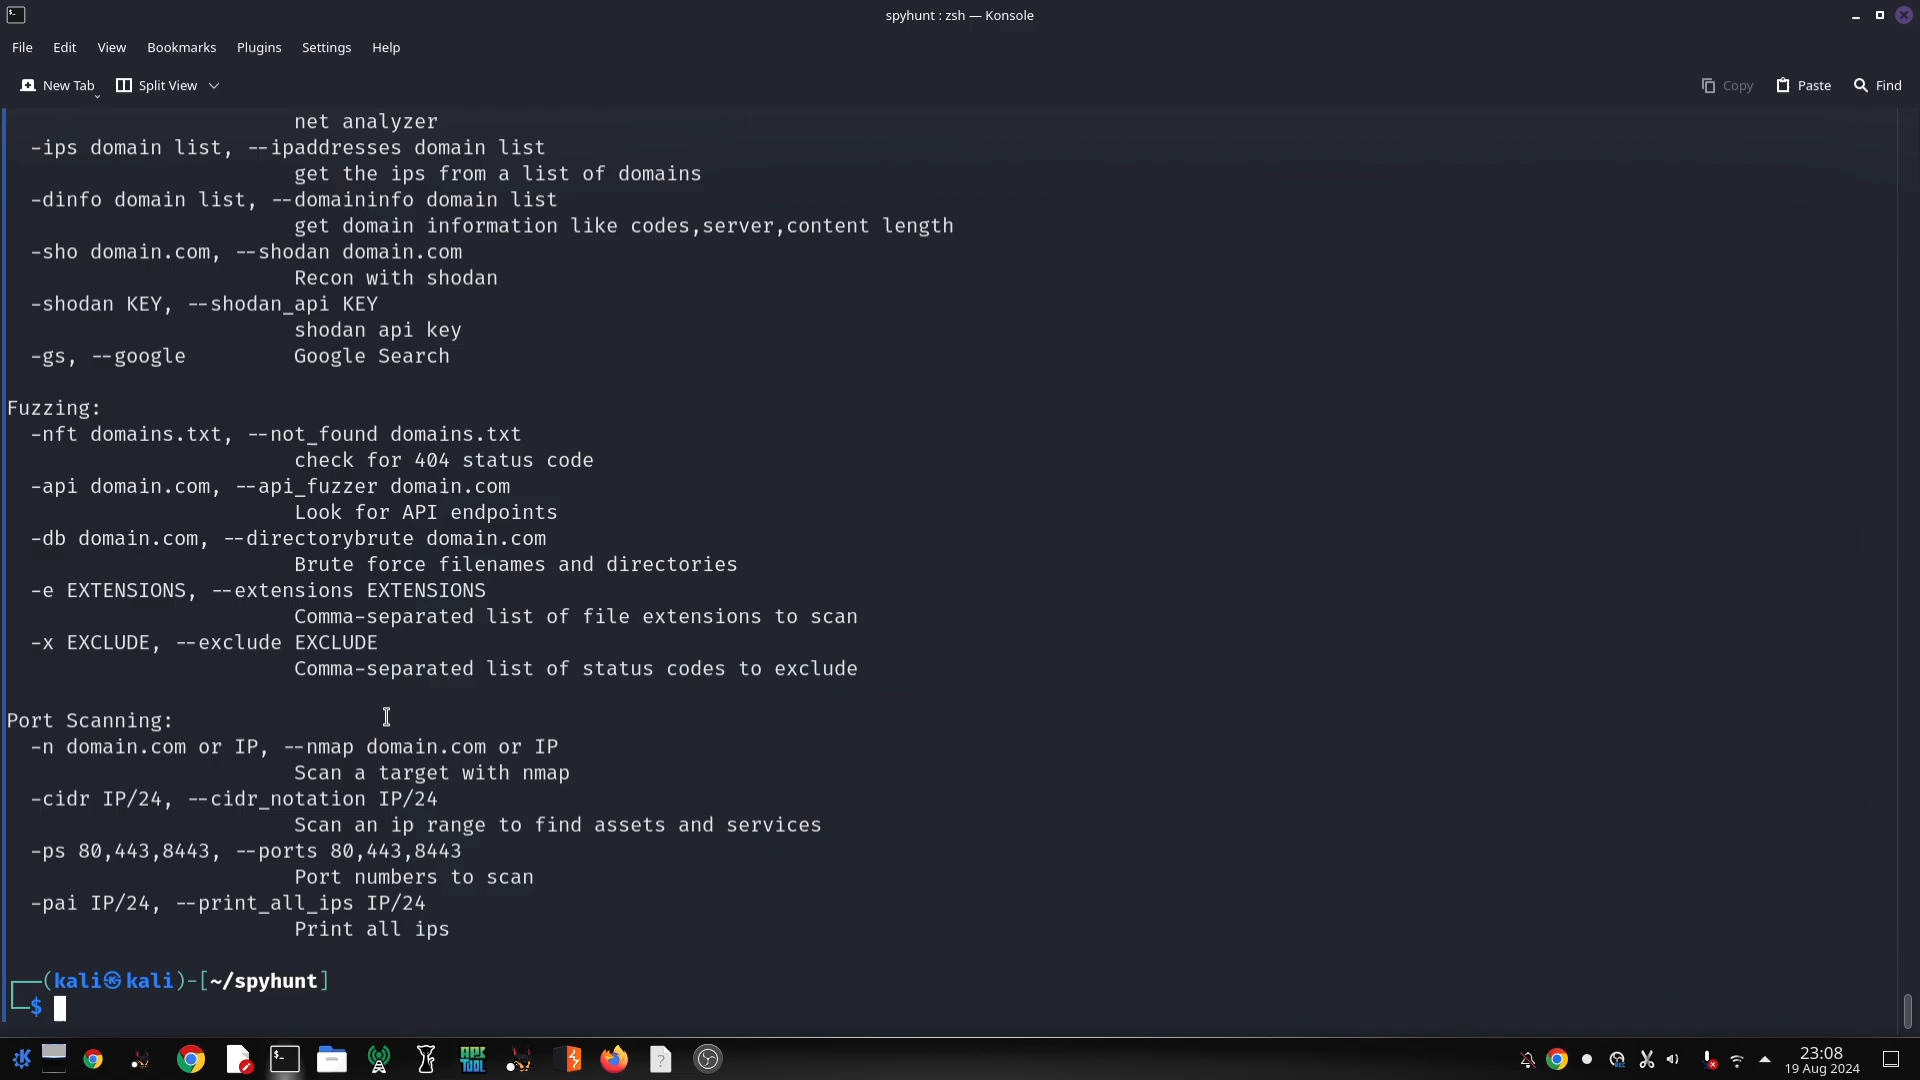 spyhunt : zsh — Konsole
File Edit View Bookmarks Plugins Settings Help
New Tab Split View Copy Paste Find
net analyzer
-ips domain list, --ipaddresses domain list
get the ips from a list of domains
-dinfo domain list, --domaininfo domain list
get domain information like codes,server,content length
-sho domain.com, --shodan domain.com
Recon with shodan
-shodan KEY, --shodan_api KEY
shodan api key
-gs, --google Google Search
Fuzzing:
-nft domains.txt, --not_found domains.txt
check for 404 status code
-api domain.com, --api_fuzzer domain.com
Look for API endpoints
-db domain.com, --directorybrute domain.com
Brute force filenames and directories
-e EXTENSIONS, --extensions EXTENSIONS
Comma-separated list of file extensions to scan
-x EXCLUDE, --exclude EXCLUDE
Comma-separated list of status codes to exclude
Port Scanning:
-n domain.com or IP, --nmap domain.com or IP
Scan a target with nmap
-cidr IP/24, --cidr_notation IP/24
Scan an ip range to find assets and services
-ps 80,443,8443, --ports 80,443,8443
Port numbers to scan
-pai IP/24, --print_all_ips IP/24
Print all ips
┌──(kali㉿kali)-[~/spyhunt]
└─$
APK TOOL
23:08
19 Aug 2024